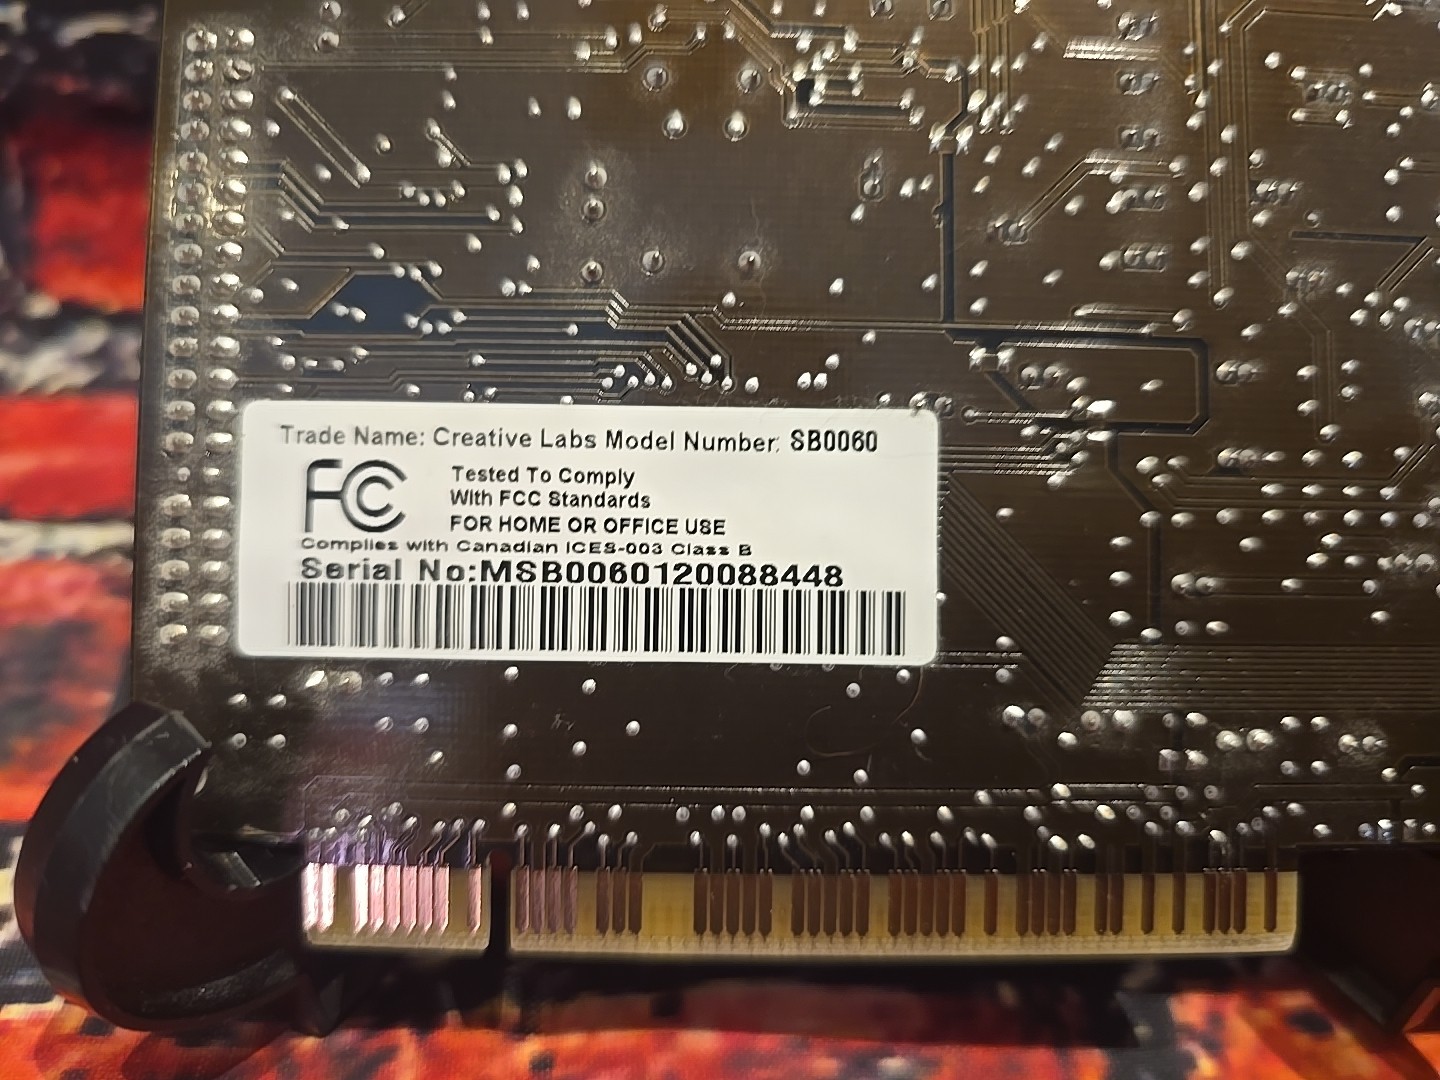 Trade Name: Creative Labs Model Number: SB0060
FC
Tested To Comply
With FCC Standards
FOR HOME OR OFFICE USE
Complies with Canadian ICES-003 Class B
Serial No:MSB0060120088448